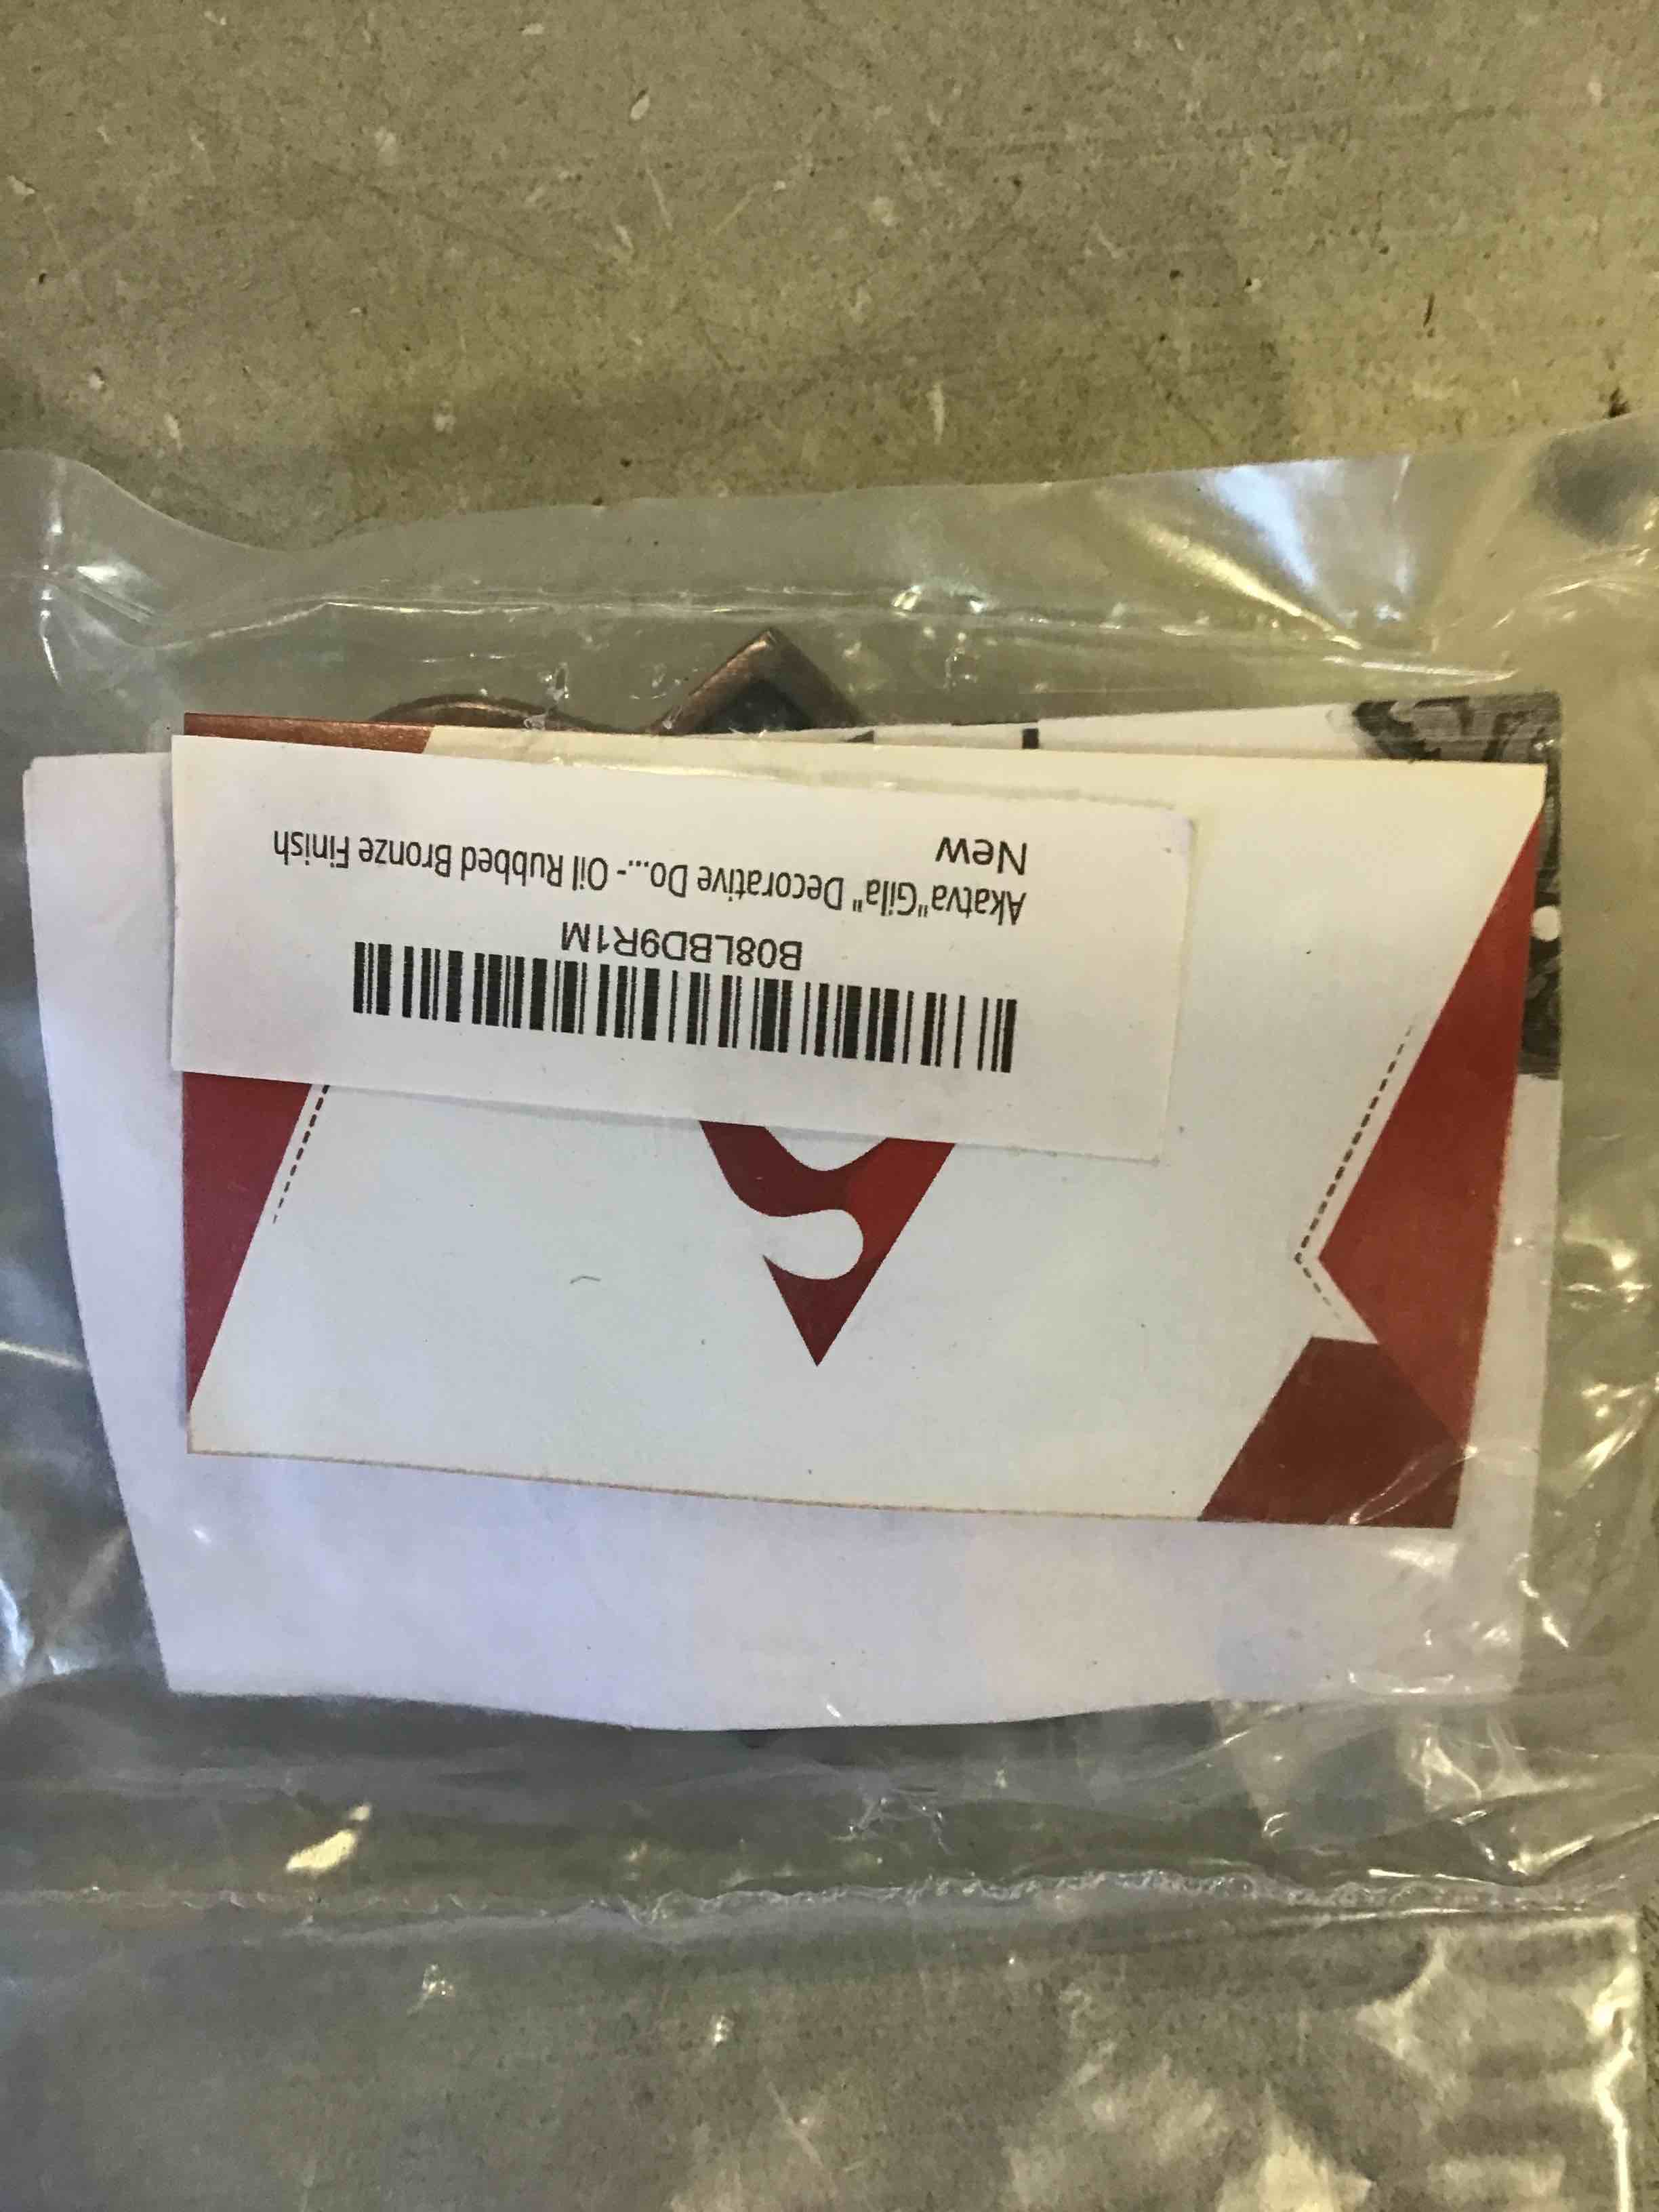 B08LBD9R1M
Akatva"Gila" Decorative Do...- Oil Rubbed Bronze Finish
New